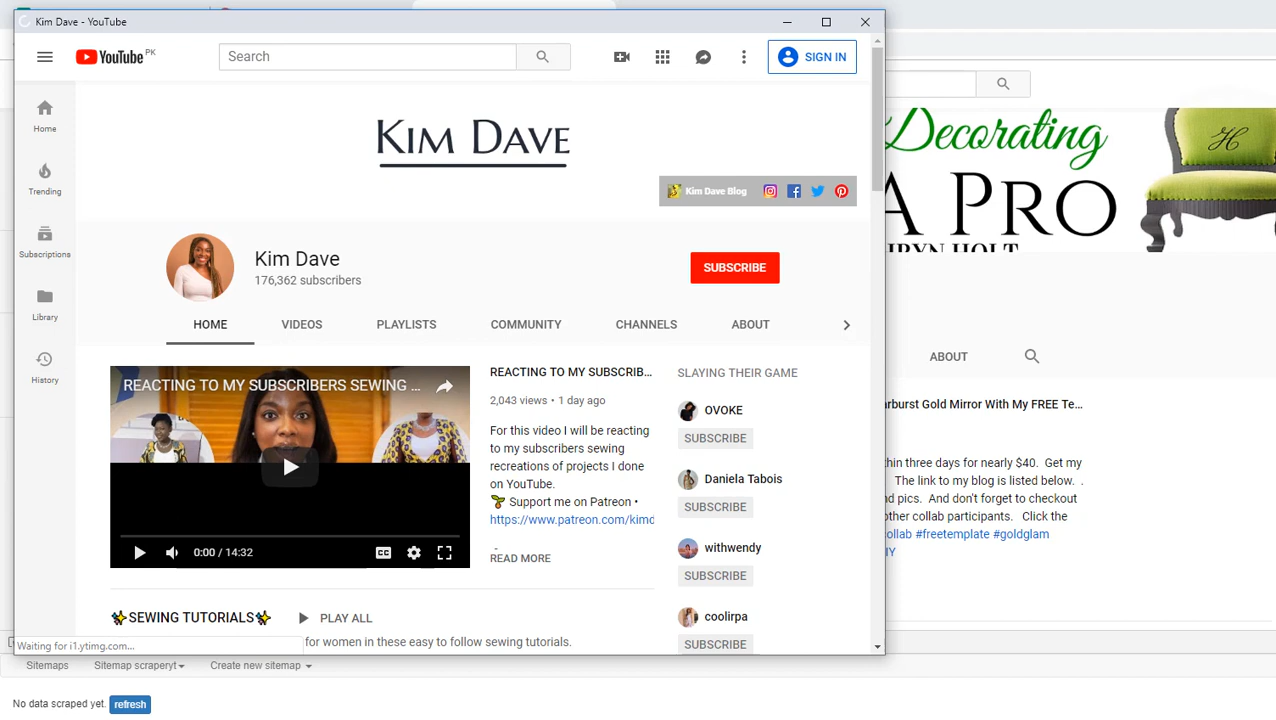 Kim Dave - YouTube
YouTube PK
Search
SIGN IN
Home
Trending
Subscriptions
Library
History
KIM DAVE
Kim Dave Blog
Kim Dave
176,362 subscribers
SUBSCRIBE
HOME VIDEOS PLAYLISTS COMMUNITY CHANNELS ABOUT
REACTING TO MY SUBSCRIBERS SEWING ...
0:00 / 14:32
CC
REACTING TO MY SUBSCRIB...
2,043 views • 1 day ago
For this video I will be reacting
to my subscribers sewing
recreations of projects I done
on YouTube.
🌱 Support me on Patreon •
https://www.patreon.com/kimd
READ MORE
SLAYING THEIR GAME
OVOKE
SUBSCRIBE
Daniela Tabois
SUBSCRIBE
withwendy
SUBSCRIBE
coolirpa
SUBSCRIBE
✨SEWING TUTORIALS✨ PLAY ALL
for women in these easy to follow sewing tutorials.
Waiting for i1.ytimg.com...
Decorating
A PRO
H
ABOUT
arburst Gold Mirror With My FREE Te...
thin three days for nearly $40. Get my
The link to my blog is listed below. .
nd pics. And don't forget to checkout
other collab participants. Click the
collab #freetemplate #goldglam
IY
Sitemaps Sitemap scraperyt Create new sitemap
No data scraped yet. refresh